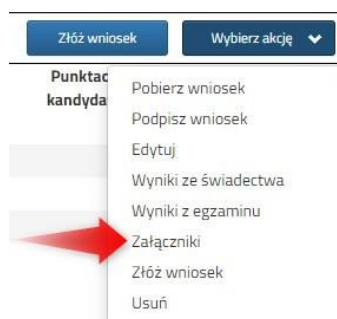 Złóż wniosek
Wybierz akcję
Punktac
kandyda
Pobierz wniosek
Podpisz wniosek
Edytuj
Wyniki ze świadectwa
Wyniki z egzaminu
Załączniki
Złóż wniosek
Usuń